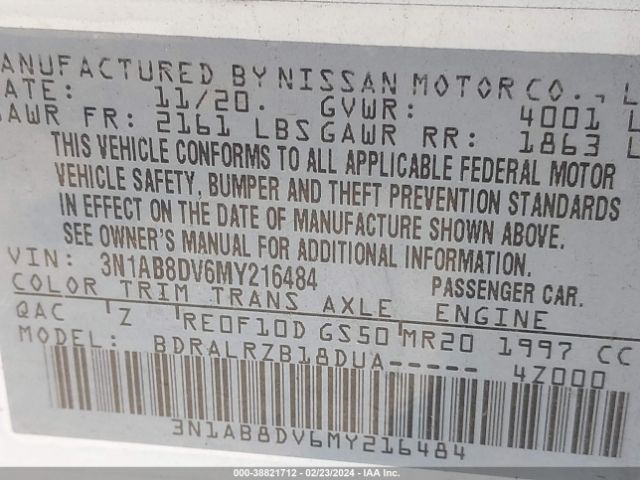 MANUFACTURED BY NISSAN MOTOR CO., L
DATE: 11/20. GVWR: 4001 L
GAWR FR: 2161 LBS GAWR RR: 1863 L
THIS VEHICLE CONFORMS TO ALL APPLICABLE FEDERAL MOTOR
VEHICLE SAFETY, BUMPER AND THEFT PREVENTION STANDARDS
IN EFFECT ON THE DATE OF MANUFACTURE SHOWN ABOVE.
SEE OWNER'S MANUAL FOR ADDITIONAL INFORMATION.
VIN: 3N1AB8DV6MY216484 PASSENGER CAR.
COLOR TRIM TRANS AXLE ENGINE
QAC Z RE0F10D GS50 MR20 1997 CC
MODEL: BDRALRZB18DUA----- 4Z000
3N1AB8DV6MY216484
000-38821712 - 02/23/2024 - IAA Inc.